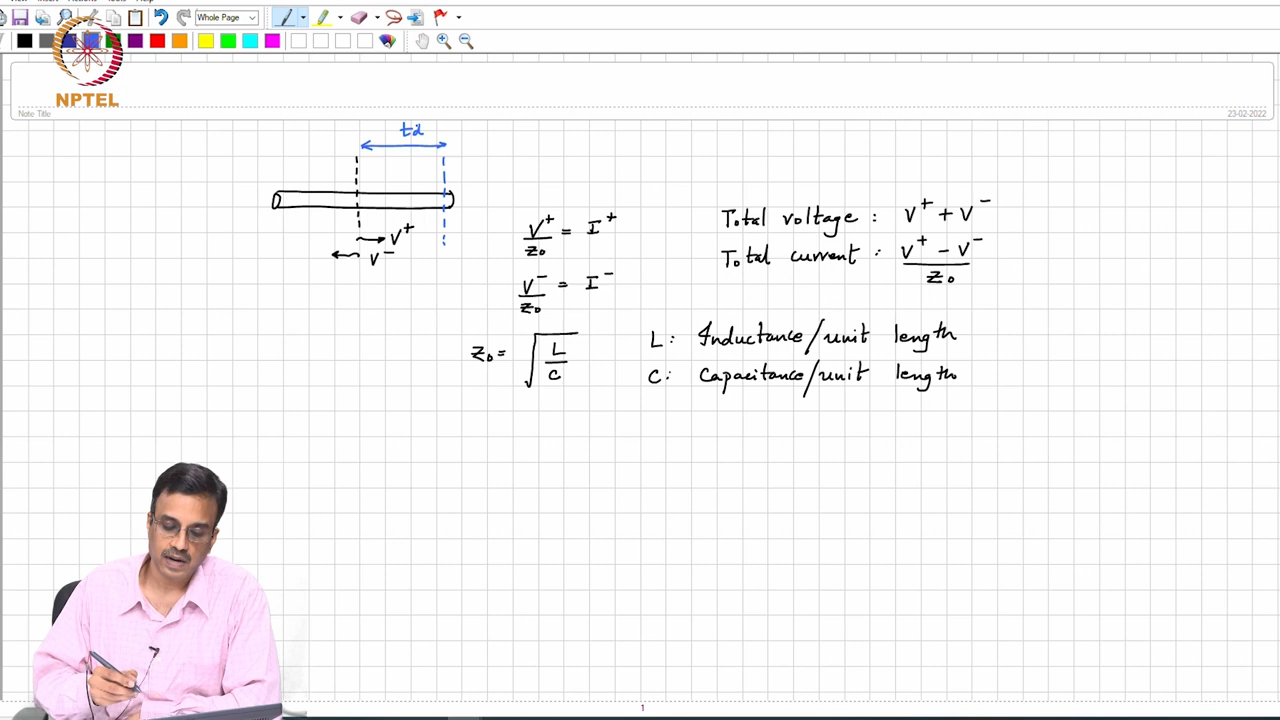 Whole Page
NPTEL
Note Title
23-02-2022
td
V⁺
V⁻
V⁺/Z₀ = I⁺
V⁻/Z₀ = I⁻
Total voltage : V⁺ + V⁻
Total current : (V⁺ − V⁻)/Z₀
Z₀ = √(L/C)
L: Inductance/unit length
C: Capacitance/unit length
1